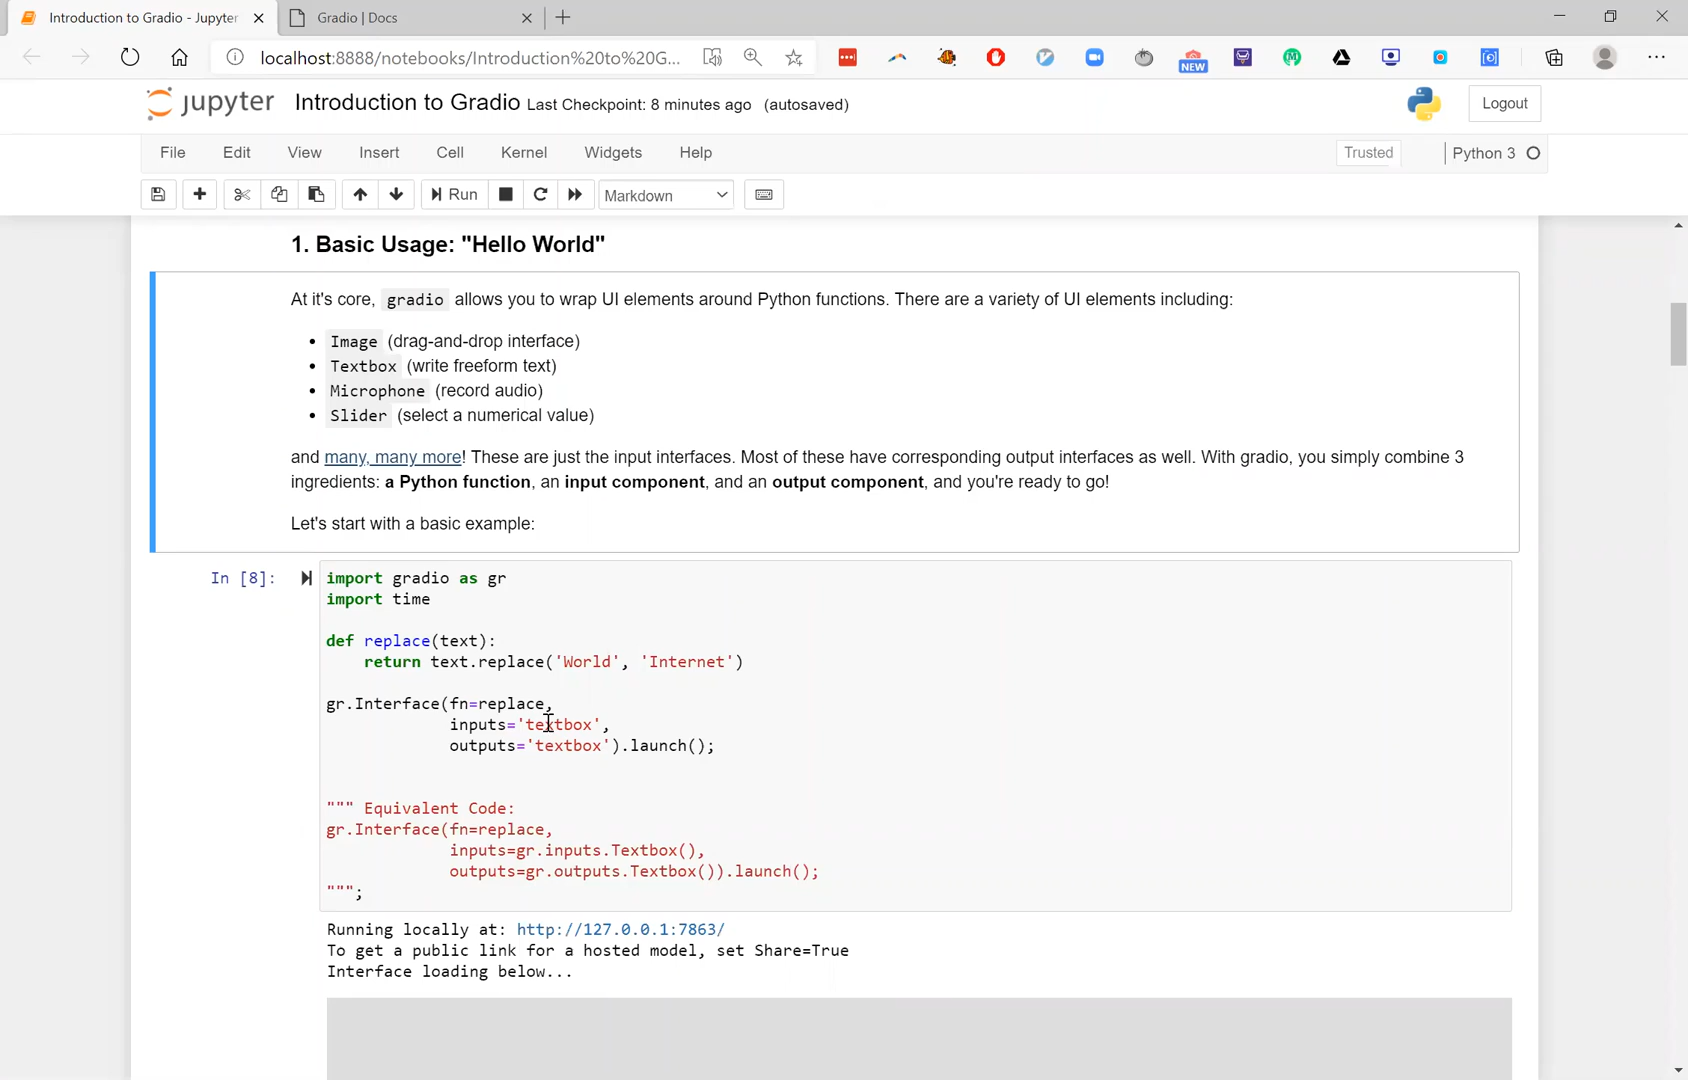 Introduction to Gradio - Jupyter
Gradio | Docs
localhost:8888/notebooks/Introduction%20to%20G...
NEW
jupyter Introduction to Gradio Last Checkpoint: 8 minutes ago (autosaved)
Logout
File Edit View Insert Cell Kernel Widgets Help
Trusted
Python 3
Run
Markdown
1. Basic Usage: "Hello World"
At it's core, gradio allows you to wrap UI elements around Python functions. There are a variety of UI elements including:
• Image (drag-and-drop interface)
• Textbox (write freeform text)
• Microphone (record audio)
• Slider (select a numerical value)
and many, many more! These are just the input interfaces. Most of these have corresponding output interfaces as well. With gradio, you simply combine 3
ingredients: a Python function, an input component, and an output component, and you're ready to go!
Let's start with a basic example:
In [8]:
import gradio as gr
import time
def replace(text):
    return text.replace('World', 'Internet')
gr.Interface(fn=replace,
             inputs='textbox',
             outputs='textbox').launch();
""" Equivalent Code:
gr.Interface(fn=replace,
             inputs=gr.inputs.Textbox(),
             outputs=gr.outputs.Textbox()).launch();
""";
Running locally at: http://127.0.0.1:7863/
To get a public link for a hosted model, set Share=True
Interface loading below...